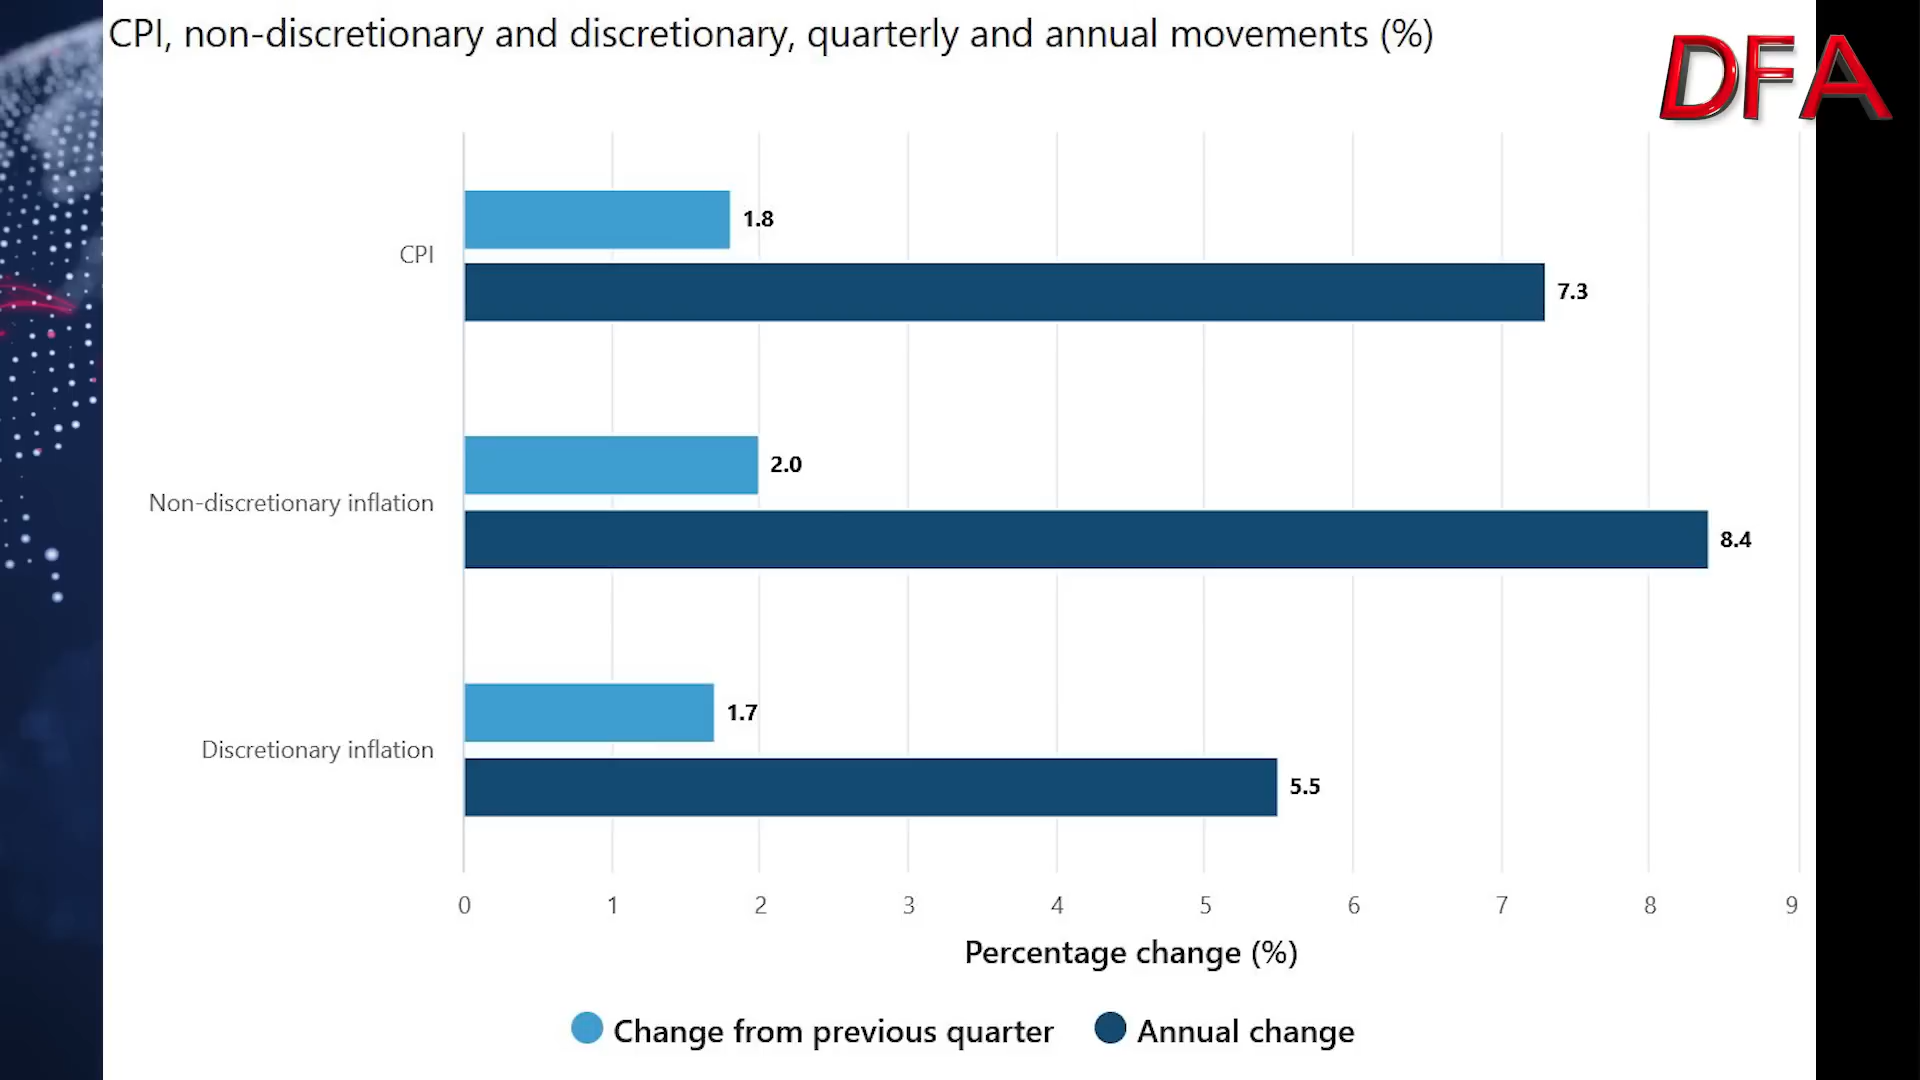 CPI, non-discretionary and discretionary, quarterly and annual movements (%)
DFA
CPI
1.8
7.3
Non-discretionary inflation
2.0
8.4
Discretionary inflation
1.7
5.5
0 1 2 3 4 5 6 7 8 9
Percentage change (%)
Change from previous quarter Annual change